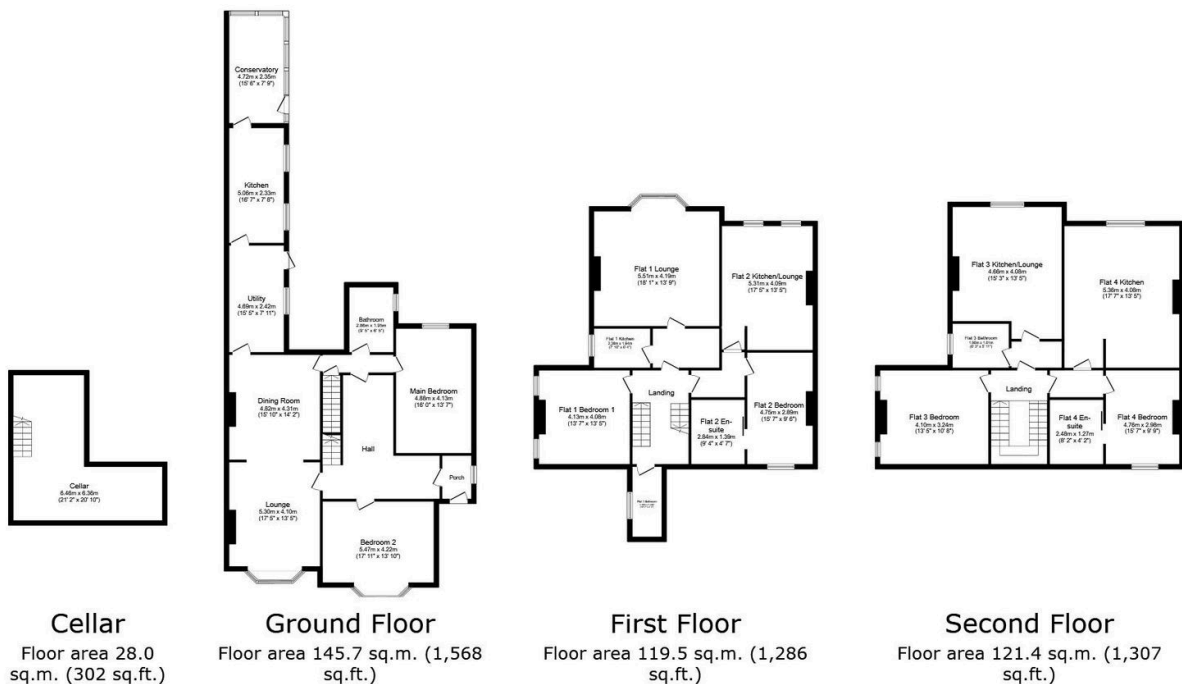 Conservatory
4.72m x 2.35m
(15' 6" x 7' 9")
Kitchen
5.06m x 2.33m
(16' 7" x 7' 8")
Utility
4.69m x 2.42m
(15' 5" x 7' 11")
Bathroom
Dining Room
4.82m x 4.31m
(15' 10" x 14' 2")
Main Bedroom
4.88m x 4.13m
(16' 0" x 13' 7")
Hall
Porch
Lounge
5.30m x 4.10m
(17' 5" x 13' 5")
Bedroom 2
5.47m x 4.22m
(17' 11" x 13' 10")
Cellar
6.46m x 6.36m
(21' 2" x 20' 10")
Flat 1 Lounge
5.51m x 4.19m
(18' 1" x 13' 9")
Flat 2 Kitchen/Lounge
5.31m x 4.09m
(17' 5" x 13' 5")
Flat 1 Kitchen
Flat 1 Bedroom 1
4.13m x 4.08m
(13' 7" x 13' 5")
Landing
Flat 2 En-
suite
2.84m x 1.39m
(9' 4" x 4' 7")
Flat 2 Bedroom
4.75m x 2.89m
(15' 7" x 9' 6")
Flat 3 Kitchen/Lounge
4.66m x 4.08m
(15' 3" x 13' 5")
Flat 4 Kitchen
5.36m x 4.08m
(17' 7" x 13' 5")
Flat 3 Bathroom
Flat 3 Bedroom
4.10m x 3.24m
(13' 5" x 10' 8")
Landing
Flat 4 En-
suite
2.48m x 1.27m
(8' 2" x 4' 2")
Flat 4 Bedroom
4.76m x 2.98m
(15' 7" x 9' 9")
Cellar
Floor area 28.0
sq.m. (302 sq.ft.)
Ground Floor
Floor area 145.7 sq.m. (1,568
sq.ft.)
First Floor
Floor area 119.5 sq.m. (1,286
sq.ft.)
Second Floor
Floor area 121.4 sq.m. (1,307
sq.ft.)